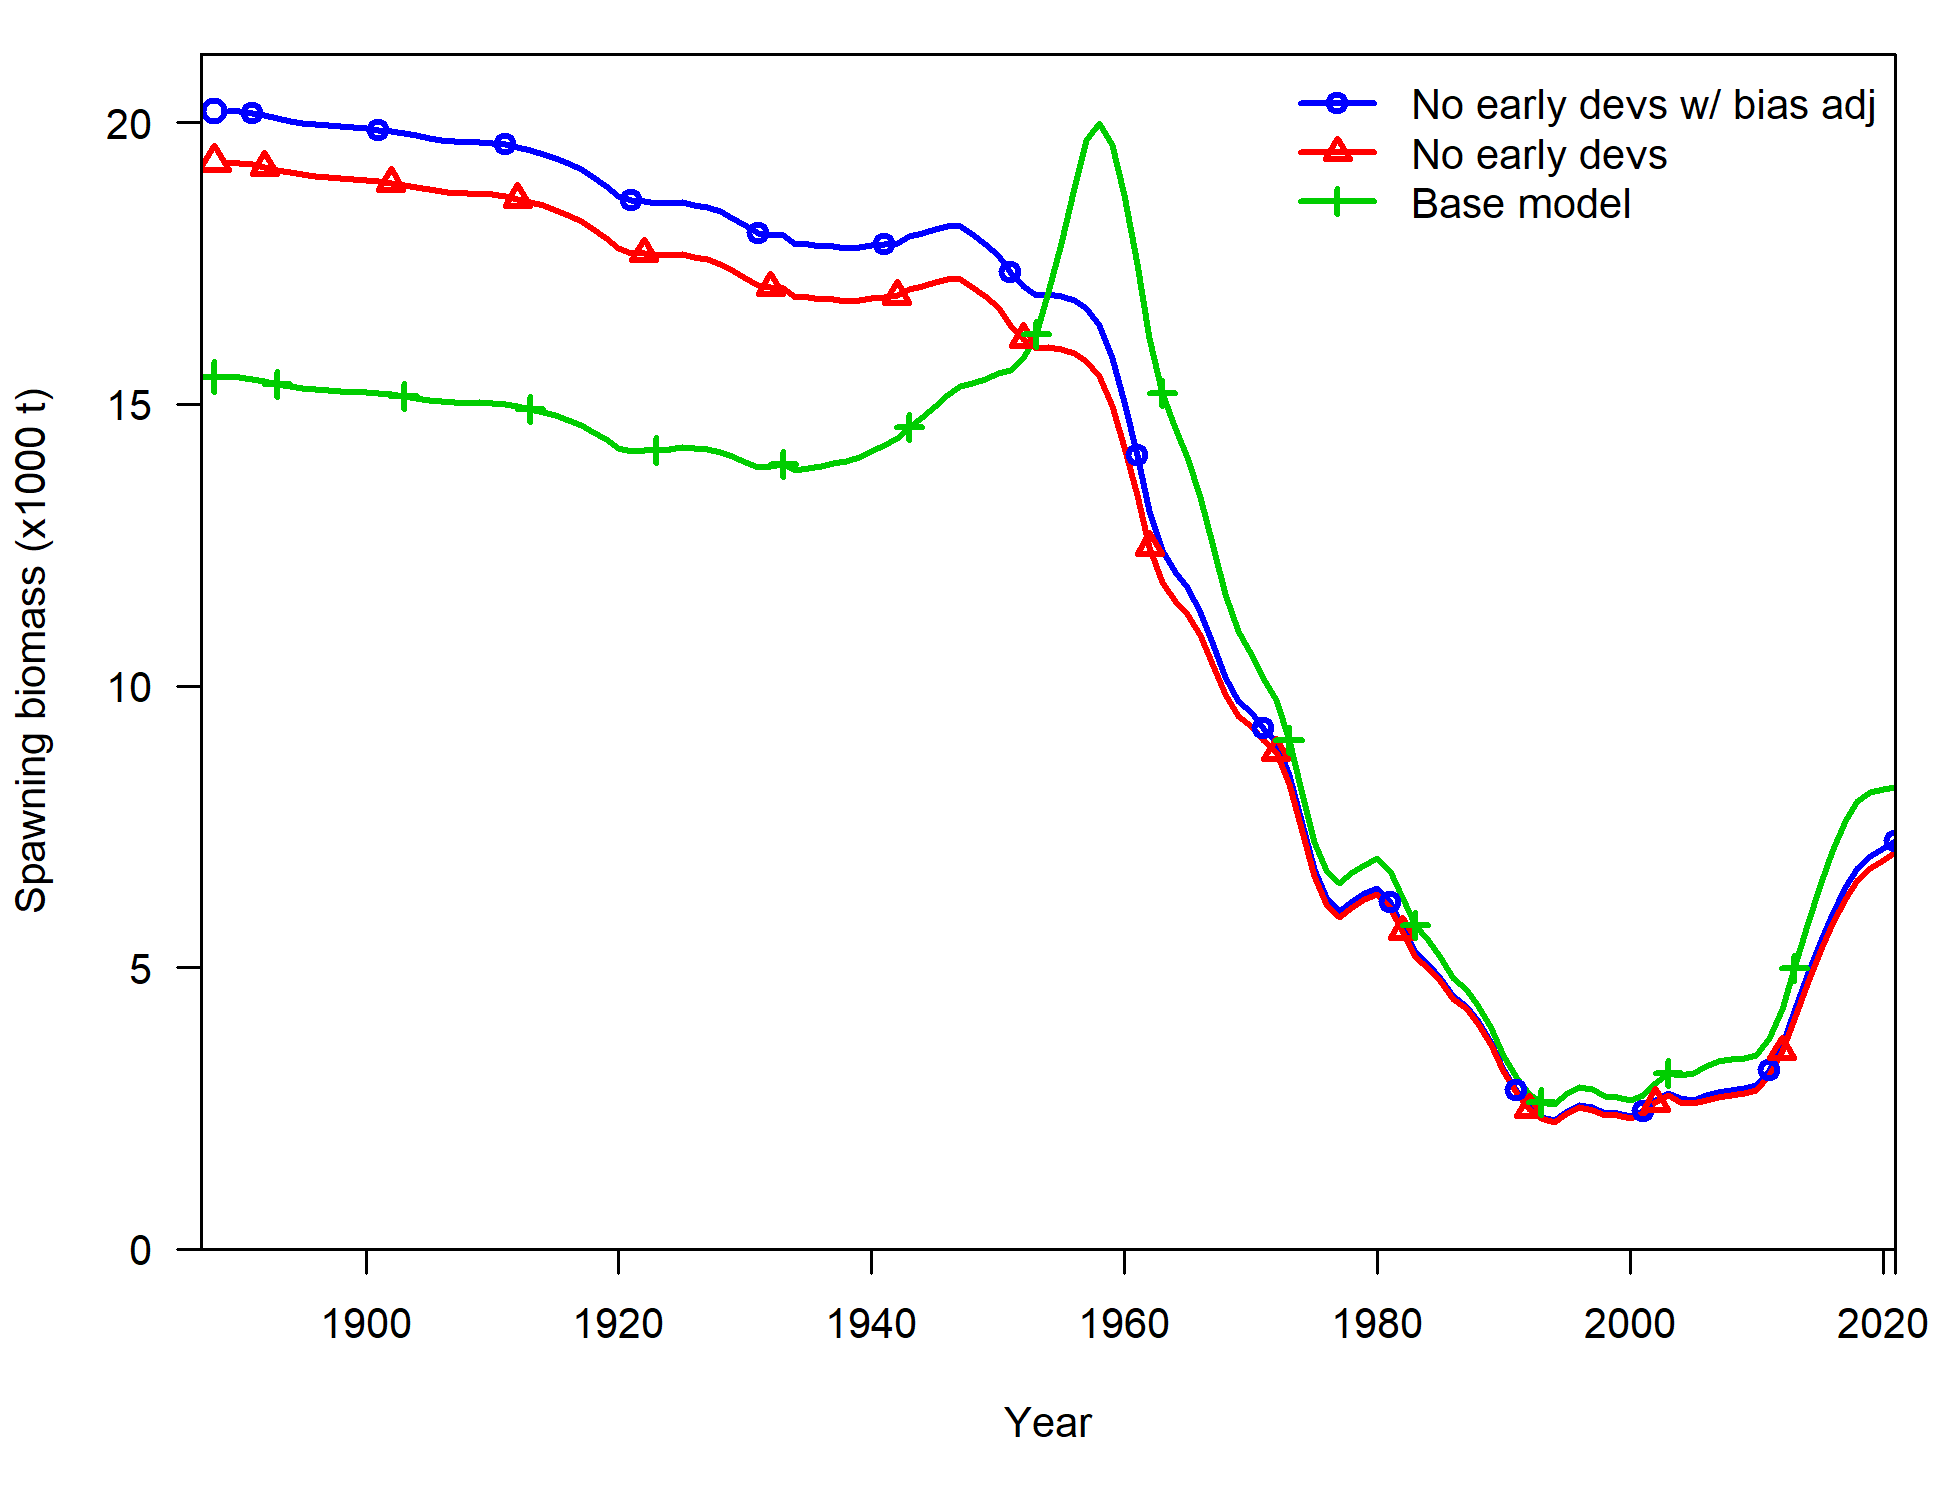 No early devs w/ bias adj
No early devs
Base model
Spawning biomass (x1000 t)
20
15
10
5
0
1900 1920 1940 1960 1980 2000 2020
Year